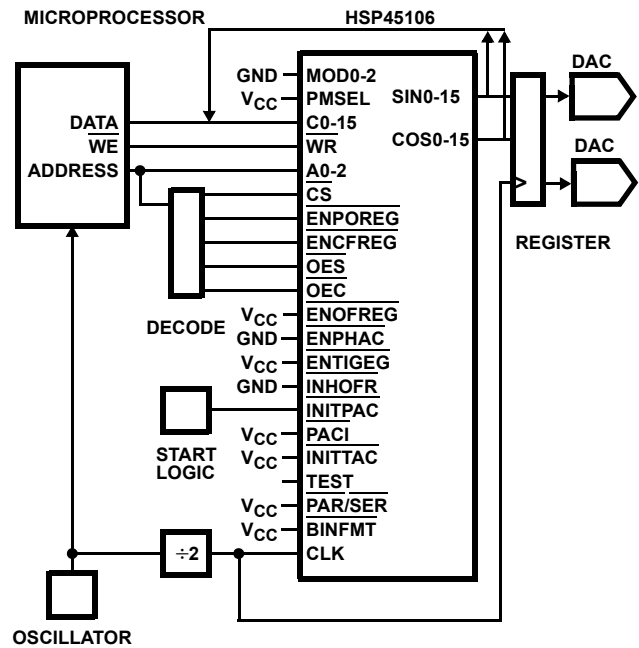 MICROPROCESSOR
HSP45106
DAC
GND
MOD0-2
VCC
PMSEL
SIN0-15
DATA
C0-15
WE
WR
COS0-15
DAC
ADDRESS
A0-2
CS
ENPOREG
ENCFREG
REGISTER
OES
OEC
DECODE
VCC
ENOFREG
GND
ENPHAC
VCC
ENTIGEG
GND
INHOFR
INITPAC
START
LOGIC
VCC
PACI
VCC
INITTAC
TEST
VCC
PAR/SER
VCC
BINFMT
÷2
CLK
>
OSCILLATOR